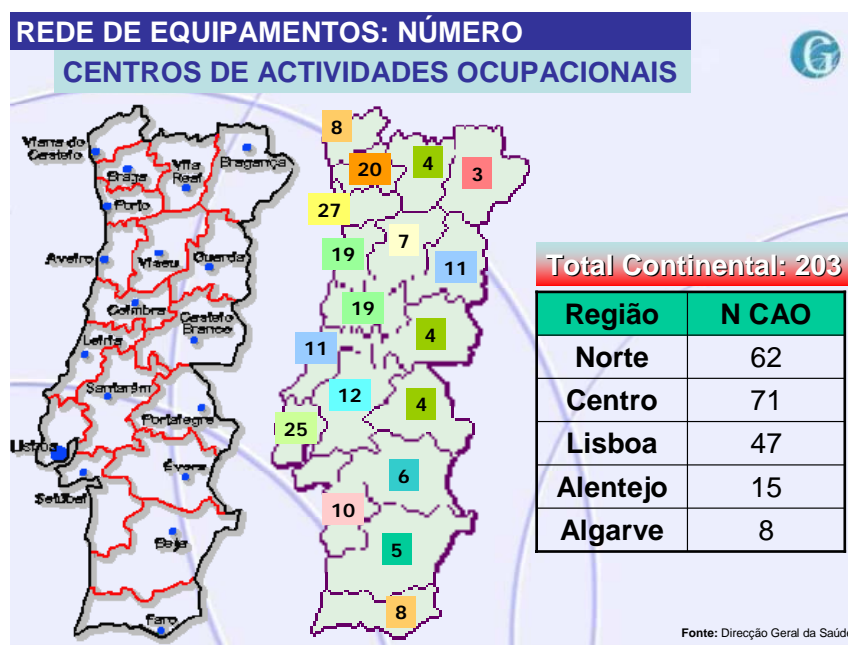 REDE DE EQUIPAMENTOS: NÚMERO
CENTROS DE ACTIVIDADES OCUPACIONAIS
G
Viana do
Castelo
Braga
Vila
Real
Bragança
Porto
Aveiro
Viseu
Guarda
Coimbra
Castelo
Branco
Leiria
Santarém
Portalegre
Lisboa
Évora
Setúbal
Beja
Faro
8
20
4
3
27
7
19
11
19
4
11
12
4
25
6
10
5
8
Total Continental: 203
Região N CAO
Norte 62
Centro 71
Lisboa 47
Alentejo 15
Algarve 8
Fonte: Direcção Geral da Saúde